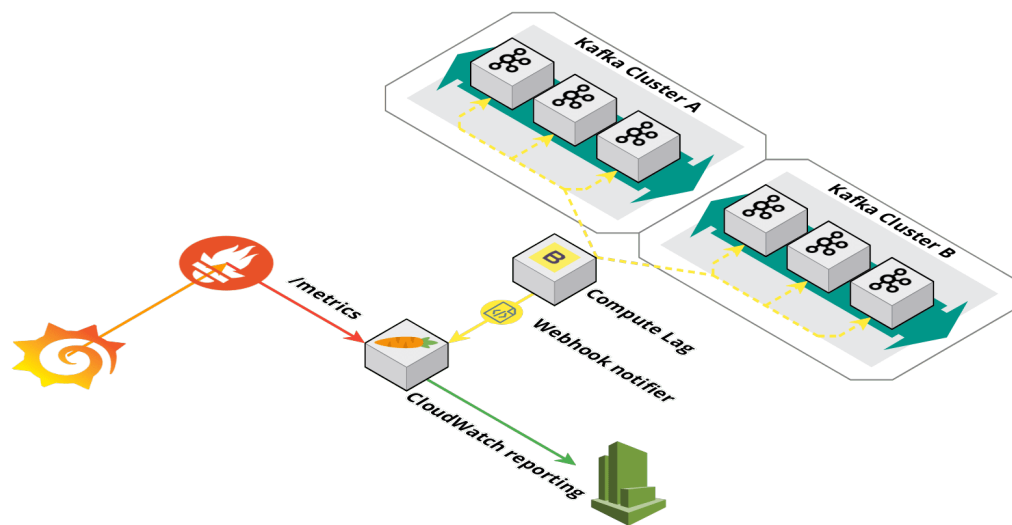 Kafka Cluster A
Kafka Cluster B
B
Compute Lag
/metrics
</>
Webhook notifier
CloudWatch reporting